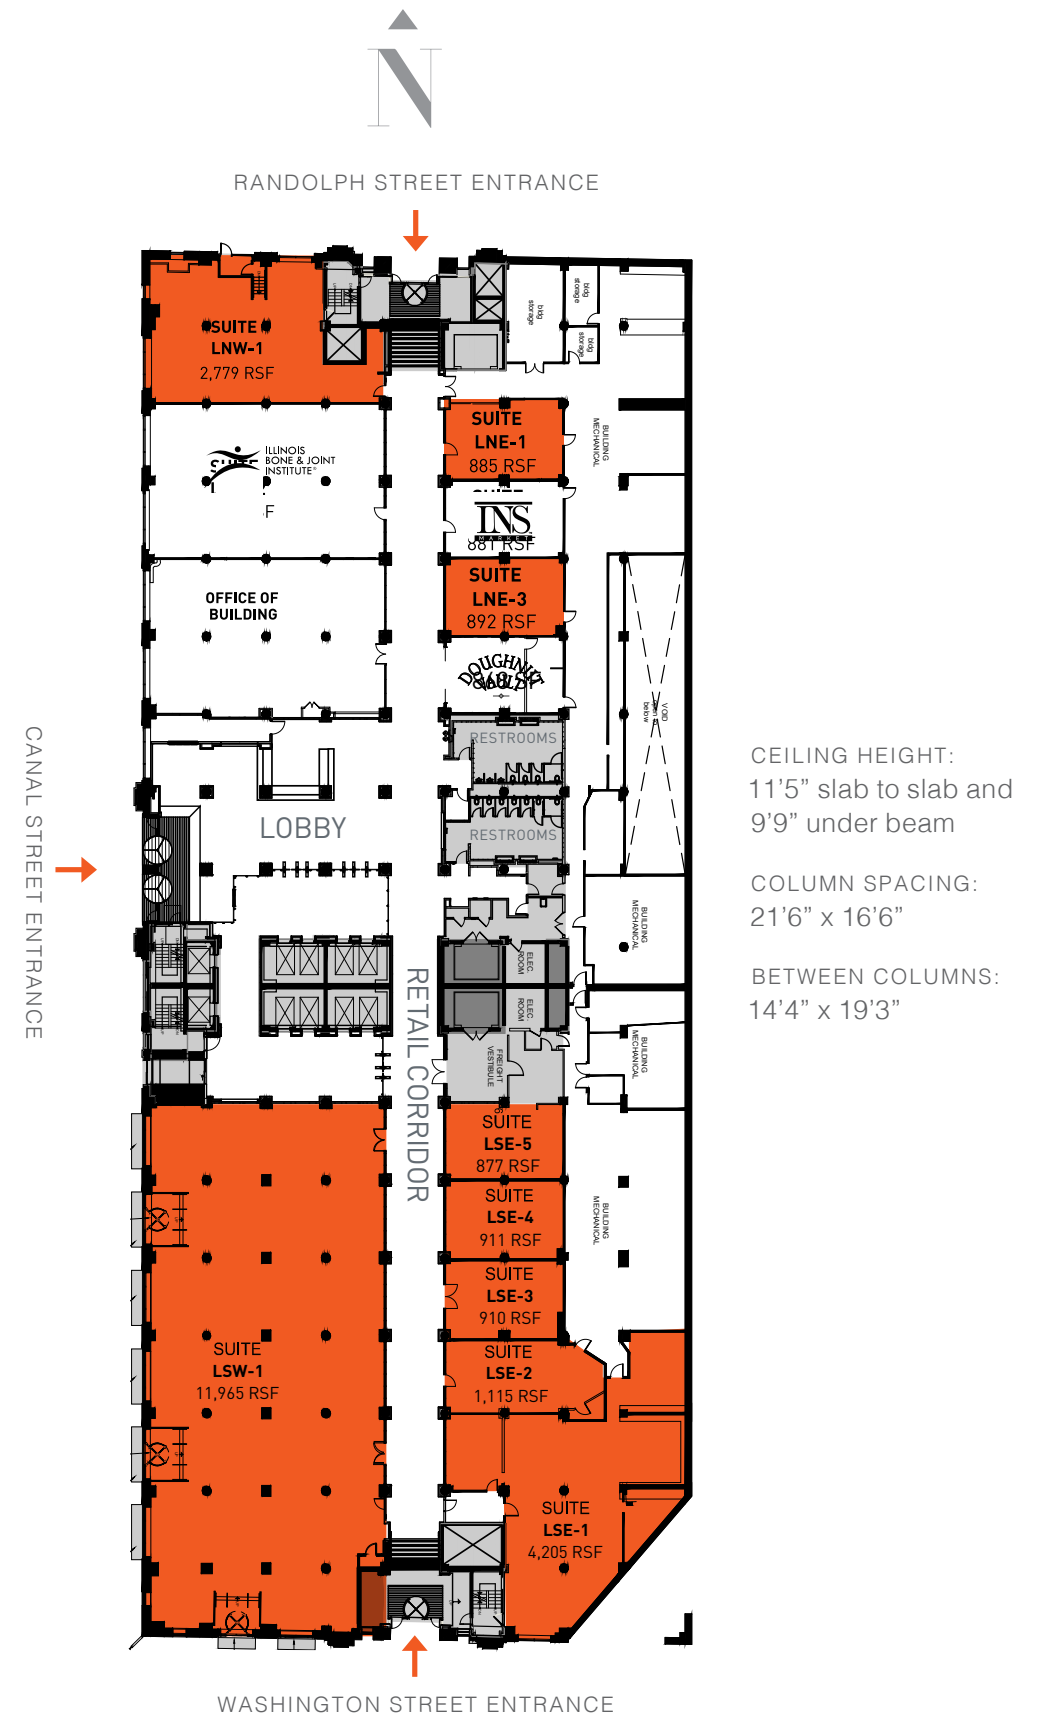 N
RANDOLPH STREET ENTRANCE
SUITE
LNW-1
2,779 RSF
bldg
storage
bldg
storage
bldg
storage
SUITE
LNE-1
885 RSF
BUILDING
MECHANICAL
ILLINOIS
BONE & JOINT
INSTITUTE®
F
INS
MARKET
881 RSF
SUITE
LNE-3
892 RSF
OFFICE OF
BUILDING
DOUGHNUT
VAULT
VOID
below
RESTROOMS
RESTROOMS
LOBBY
CANAL STREET ENTRANCE
CEILING HEIGHT:
11'5” slab to slab and
9'9” under beam
COLUMN SPACING:
21'6” x 16'6”
BETWEEN COLUMNS:
14'4” x 19'3”
BUILDING
MECHANICAL
ELEC.
ROOM
ELEC.
ROOM
RETAIL CORRIDOR
FREIGHT
VESTIBULE
BUILDING
MECHANICAL
SUITE
LSE-5
877 RSF
SUITE
LSE-4
911 RSF
BUILDING
MECHANICAL
SUITE
LSE-3
910 RSF
SUITE
LSW-1
11,965 RSF
SUITE
LSE-2
1,115 RSF
SUITE
LSE-1
4,205 RSF
WASHINGTON STREET ENTRANCE